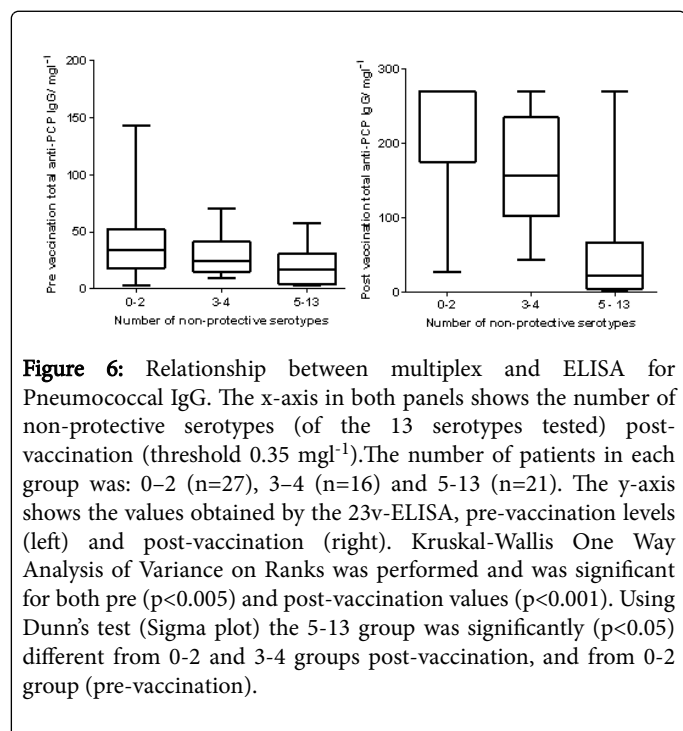 200
150
100
50
0
Pre vaccination total anti-PCP IgG/ mgl⁻¹
0-2 3-4 5-13
Number of non-protective serotypes
300
200
100
0
Post vaccination total anti-PCP IgG/ mgl⁻¹
0-2 3-4 5 - 13
Number of non-protective serotypes
Figure 6: Relationship between multiplex and ELISA for
Pneumococcal IgG. The x-axis in both panels shows the number of
non-protective serotypes (of the 13 serotypes tested) post-
vaccination (threshold 0.35 mgl⁻¹).The number of patients in each
group was: 0–2 (n=27), 3–4 (n=16) and 5-13 (n=21). The y-axis
shows the values obtained by the 23v-ELISA, pre-vaccination levels
(left) and post-vaccination (right). Kruskal-Wallis One Way
Analysis of Variance on Ranks was performed and was significant
for both pre (p<0.005) and post-vaccination values (p<0.001). Using
Dunn's test (Sigma plot) the 5-13 group was significantly (p<0.05)
different from 0-2 and 3-4 groups post-vaccination, and from 0-2
group (pre-vaccination).